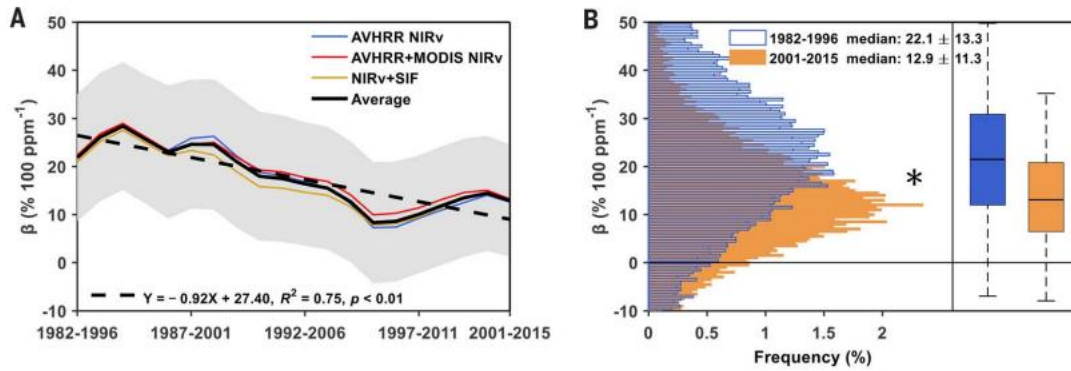 A
β (% 100 ppm⁻¹)
50
40
30
20
10
0
-10
AVHRR NIRv
AVHRR+MODIS NIRv
NIRv+SIF
Average
Y = − 0.92X + 27.40, R² = 0.75, p < 0.01
1982-1996
1987-2001
1992-2006
1997-2011
2001-2015
B
β (% 100 ppm⁻¹)
50
40
30
20
10
0
-10
1982-1996 median: 22.1 ± 13.3
2001-2015 median: 12.9 ± 11.3
*
0
0.5
1
1.5
2
Frequency (%)